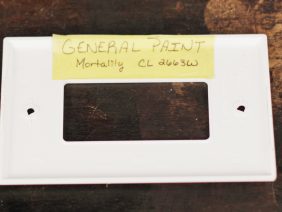 GENERAL PAINT
Mortality CL 2663W